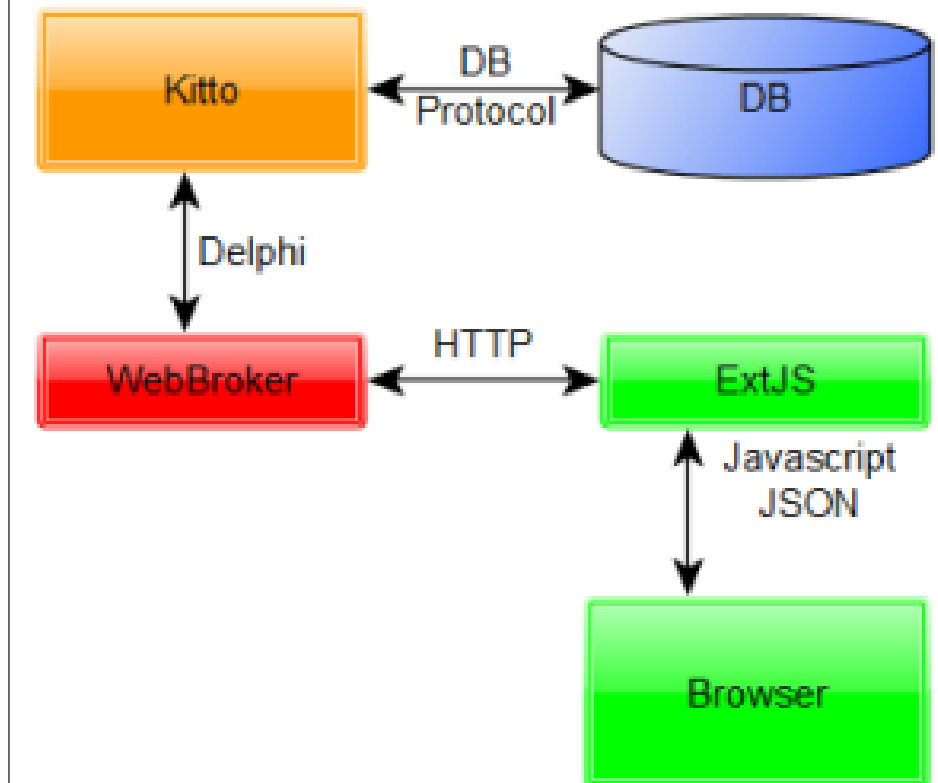 Kitto
DB
Protocol
DB
Delphi
WebBroker
HTTP
ExtJS
Javascript
JSON
Browser